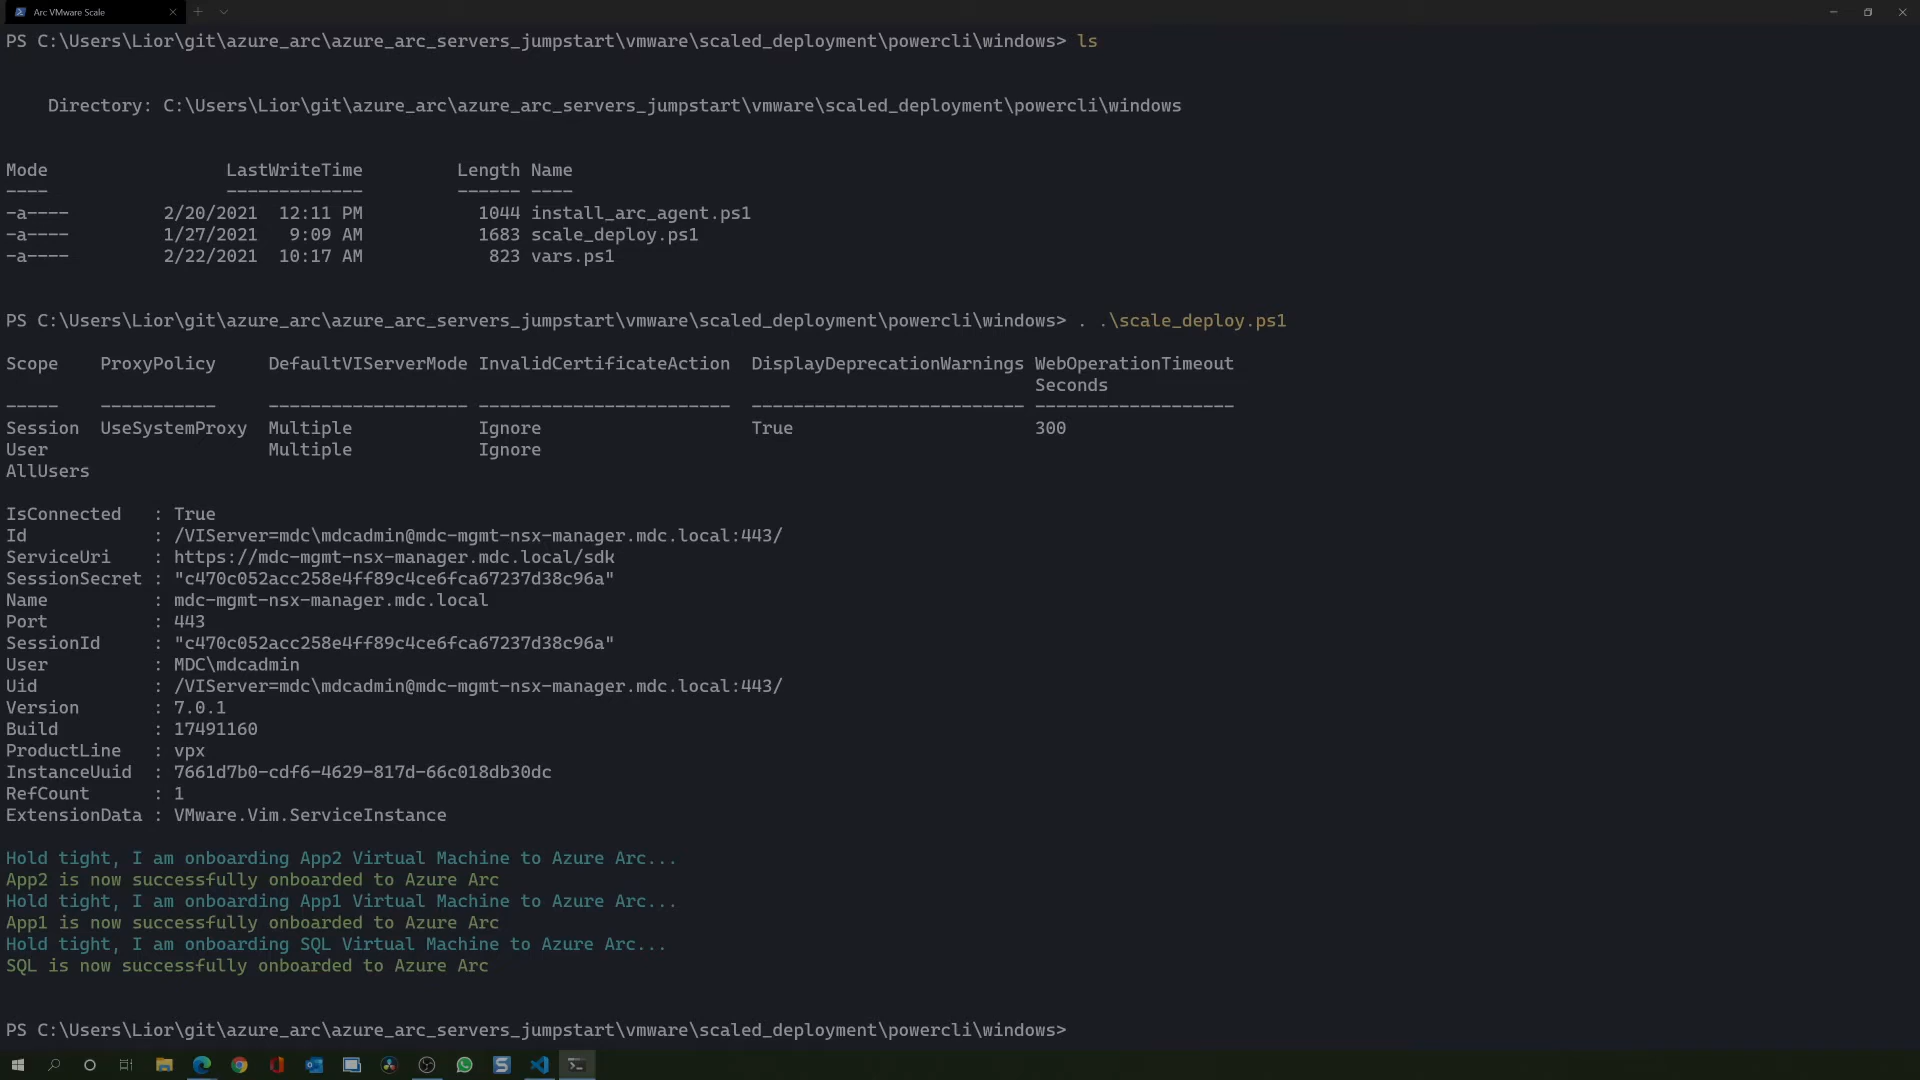 Arc VMware Scale
PS C:\Users\Lior\git\azure_arc\azure_arc_servers_jumpstart\vmware\scaled_deployment\powercli\windows> ls
Directory: C:\Users\Lior\git\azure_arc\azure_arc_servers_jumpstart\vmware\scaled_deployment\powercli\windows
Mode LastWriteTime Length Name
---- ------------- ------ ----
-a---- 2/20/2021 12:11 PM 1044 install_arc_agent.ps1
-a---- 1/27/2021 9:09 AM 1683 scale_deploy.ps1
-a---- 2/22/2021 10:17 AM 823 vars.ps1
PS C:\Users\Lior\git\azure_arc\azure_arc_servers_jumpstart\vmware\scaled_deployment\powercli\windows> . .\scale_deploy.ps1
Scope ProxyPolicy DefaultVIServerMode InvalidCertificateAction DisplayDeprecationWarnings WebOperationTimeout
Seconds
----- ----------- ------------------- ------------------------ -------------------------- -------------------
Session UseSystemProxy Multiple Ignore True 300
User Multiple Ignore
AllUsers
IsConnected : True
Id : /VIServer=mdc\mdcadmin@mdc-mgmt-nsx-manager.mdc.local:443/
ServiceUri : https://mdc-mgmt-nsx-manager.mdc.local/sdk
SessionSecret : "c470c052acc258e4ff89c4ce6fca67237d38c96a"
Name : mdc-mgmt-nsx-manager.mdc.local
Port : 443
SessionId : "c470c052acc258e4ff89c4ce6fca67237d38c96a"
User : MDC\mdcadmin
Uid : /VIServer=mdc\mdcadmin@mdc-mgmt-nsx-manager.mdc.local:443/
Version : 7.0.1
Build : 17491160
ProductLine : vpx
InstanceUuid : 7661d7b0-cdf6-4629-817d-66c018db30dc
RefCount : 1
ExtensionData : VMware.Vim.ServiceInstance
Hold tight, I am onboarding App2 Virtual Machine to Azure Arc...
App2 is now successfully onboarded to Azure Arc
Hold tight, I am onboarding App1 Virtual Machine to Azure Arc...
App1 is now successfully onboarded to Azure Arc
Hold tight, I am onboarding SQL Virtual Machine to Azure Arc...
SQL is now successfully onboarded to Azure Arc
PS C:\Users\Lior\git\azure_arc\azure_arc_servers_jumpstart\vmware\scaled_deployment\powercli\windows>